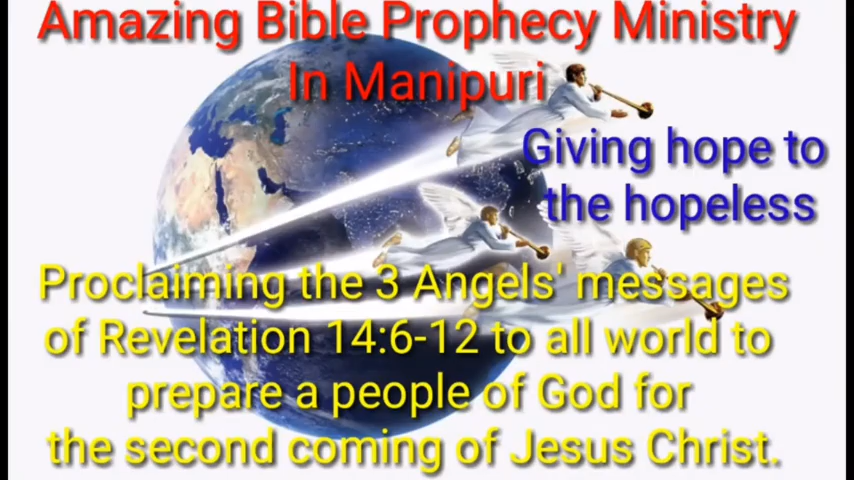 Amazing Bible Prophecy Ministry
In Manipuri
Giving hope to
the hopeless
Proclaiming the 3 Angels' messages
of Revelation 14:6-12 to all world to
prepare a people of God for
the second coming of Jesus Christ.